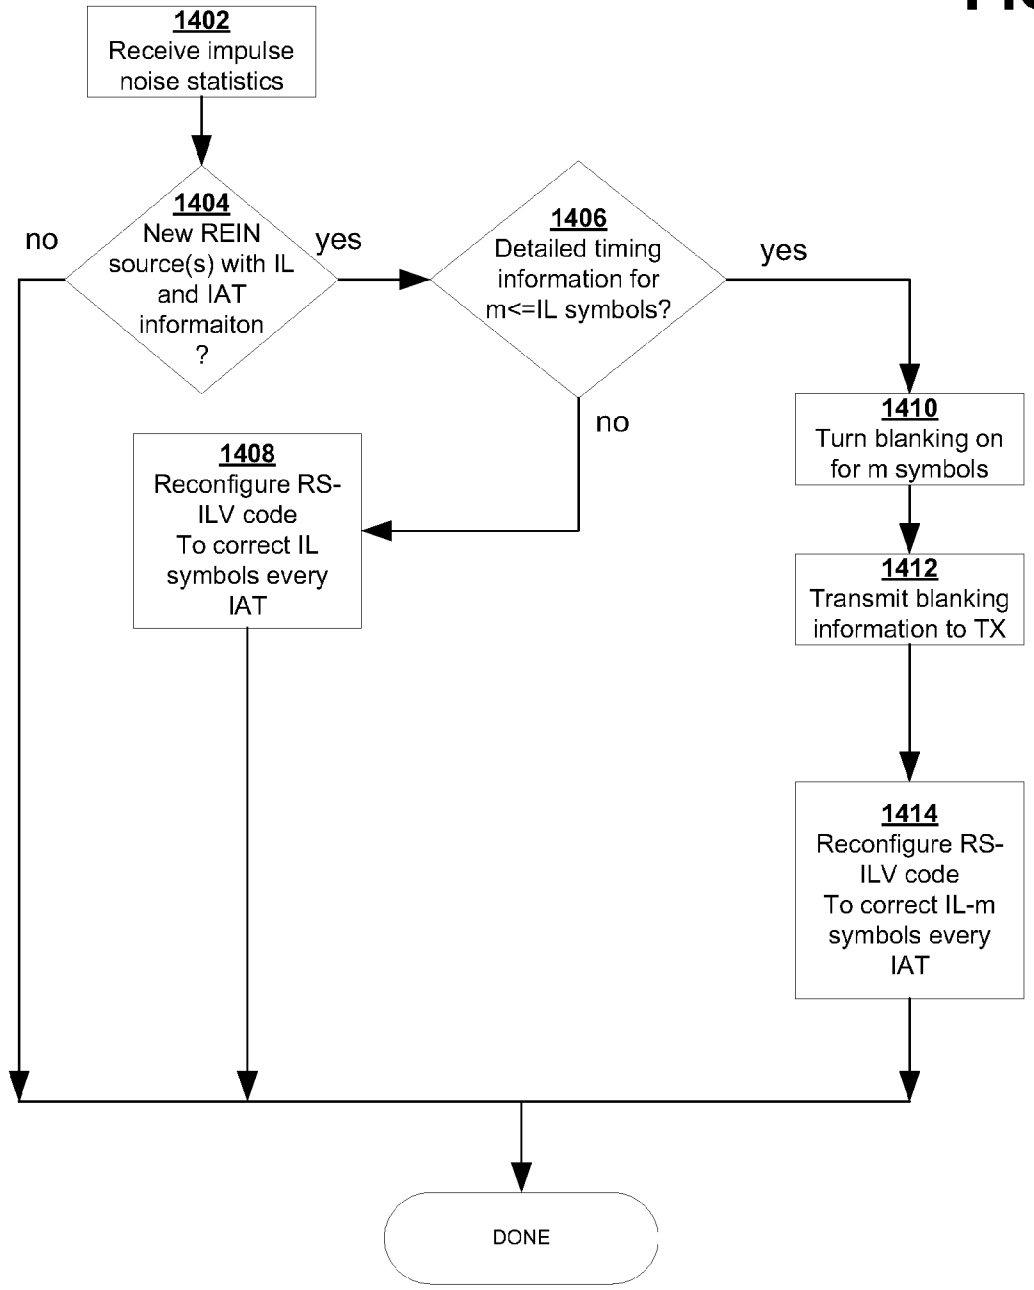 1402
Receive impulse
noise statistics
1404
New REIN
source(s) with IL
and IAT
informaiton
?
no
yes
1406
Detailed timing
information for
m<=IL symbols?
yes
no
1408
Reconfigure RS-
ILV code
To correct IL
symbols every
IAT
1410
Turn blanking on
for m symbols
1412
Transmit blanking
information to TX
1414
Reconfigure RS-
ILV code
To correct IL-m
symbols every
IAT
DONE